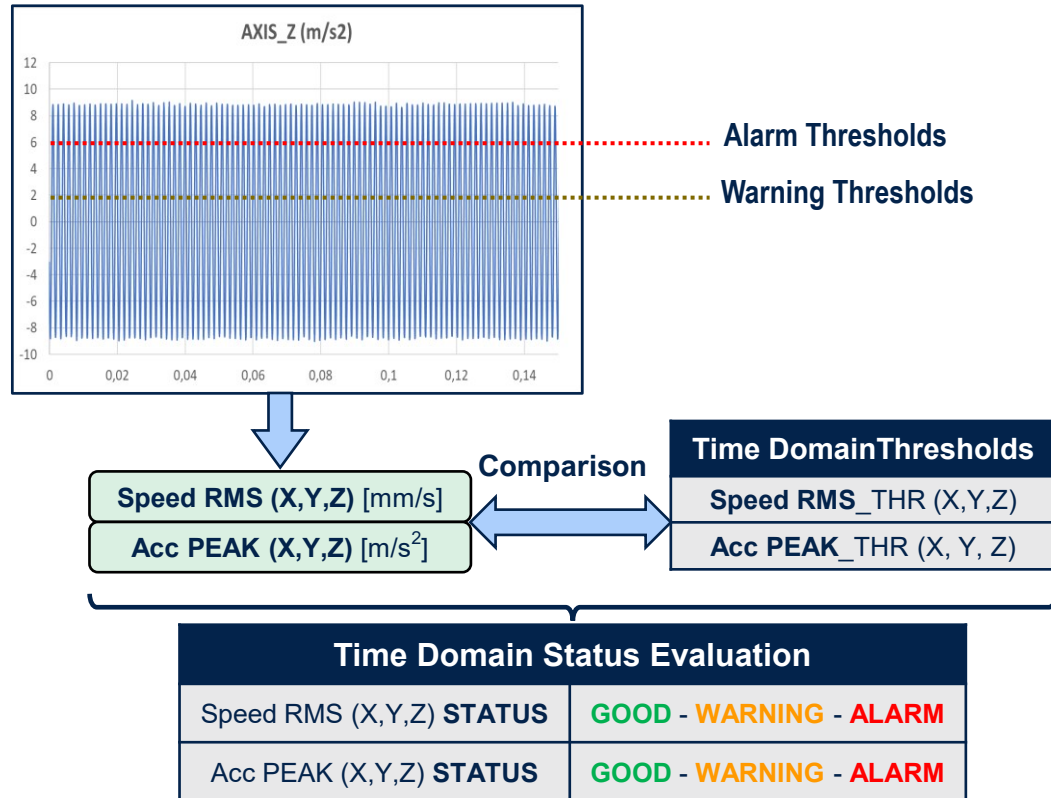 AXIS_Z (m/s2)
12
10
8
6
4
2
0
-2
-4
-6
-8
-10
0 0,02 0,04 0,06 0,08 0,1 0,12 0,14
Alarm Thresholds
Warning Thresholds
Speed RMS (X,Y,Z) [mm/s]
Acc PEAK (X,Y,Z) [m/s²]
Comparison
Time DomainThresholds
Speed RMS_THR (X,Y,Z)
Acc PEAK_THR (X, Y, Z)
Time Domain Status Evaluation
Speed RMS (X,Y,Z) STATUS GOOD - WARNING - ALARM
Acc PEAK (X,Y,Z) STATUS GOOD - WARNING - ALARM